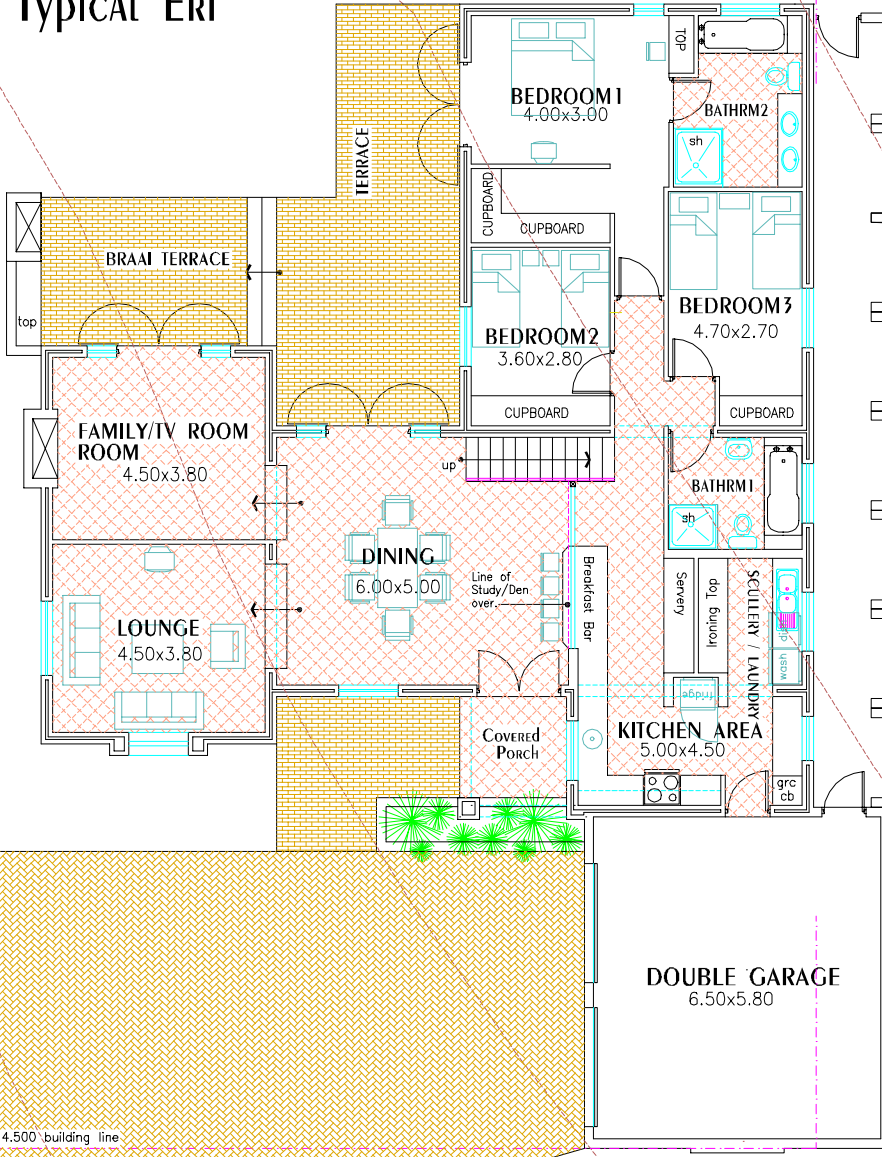 Typical Erf
TOP
BEDROOM1
4.00x3.00
BATHRM2
sh
TERRACE
CUPBOARD
CUPBOARD
BRAAI TERRACE
top
BEDROOM2
3.60x2.80
BEDROOM3
4.70x2.70
CUPBOARD
CUPBOARD
FAMILY/TV ROOM
ROOM
4.50x3.80
up
BATHRM1
sh
DINING
6.00x5.00
Line of
Study/Den
over.
Breakfast Bar
Servery
Ironing Top
SCULLERY / LAUNDRY
di
wash
fridge
LOUNGE
4.50x3.80
Covered
Porch
KITCHEN AREA
5.00x4.50
grc
cb
DOUBLE GARAGE
6.50x5.80
4.500 building line